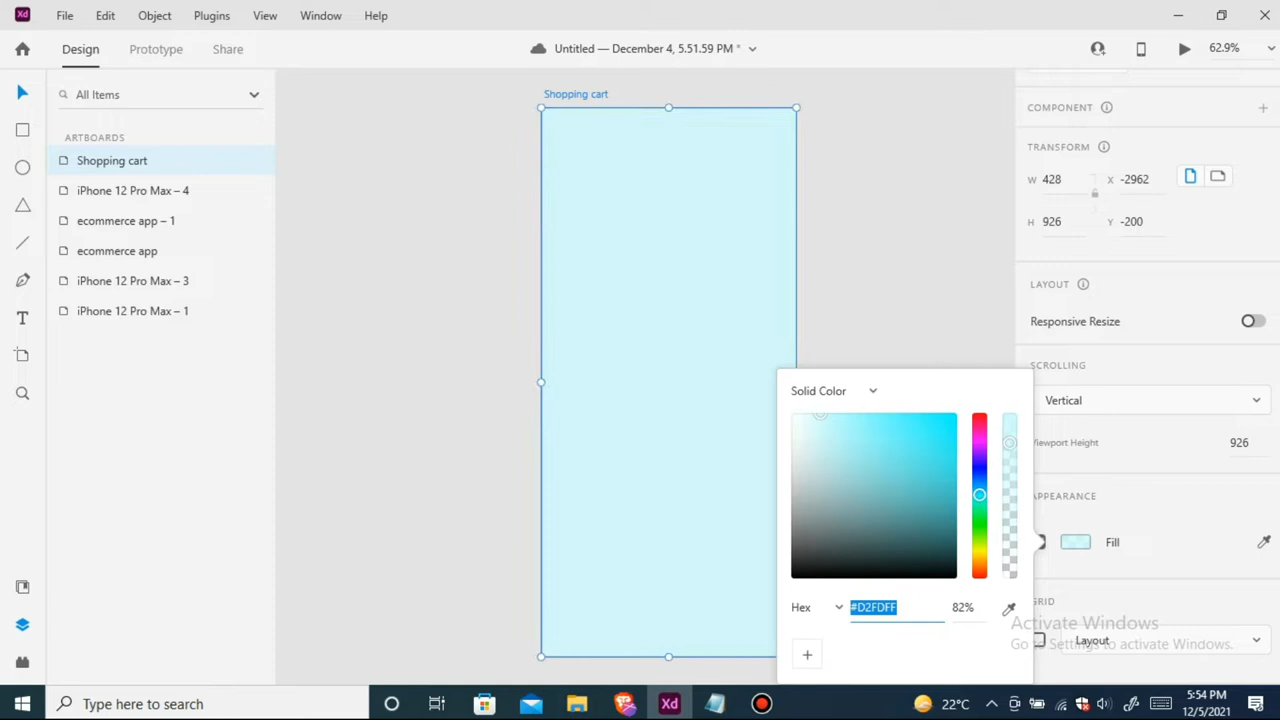 Xd File Edit Object Plugins View Window Help
Design Prototype Share
Untitled — December 4, 5.51.59 PM *
62.9%
All Items
ARTBOARDS
Shopping cart
iPhone 12 Pro Max – 4
ecommerce app – 1
ecommerce app
iPhone 12 Pro Max – 3
iPhone 12 Pro Max – 1
T
Shopping cart
COMPONENT
TRANSFORM
W 428 X -2962
H 926 Y -200
LAYOUT
Responsive Resize
SCROLLING
Vertical
Viewport Height 926
APPEARANCE
Fill
GRID
Layout
Solid Color
Hex #D2FDFF 82%
+
Activate Windows
Go to Settings to activate Windows.
Type here to search
Xd
22°C
5:54 PM
12/5/2021